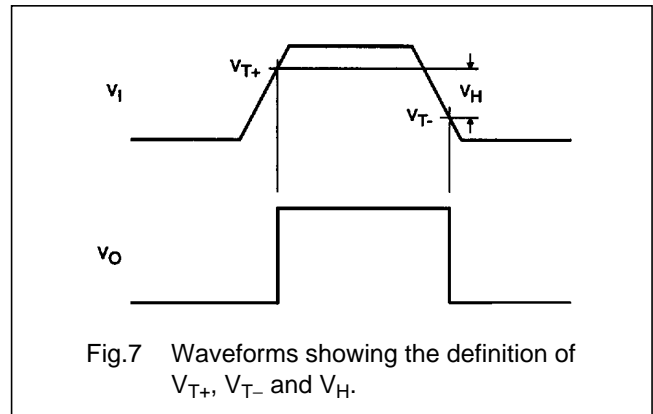 VT+
VI
VH
VT-
VO
Fig.7 Waveforms showing the definition of
VT+, VT− and VH.